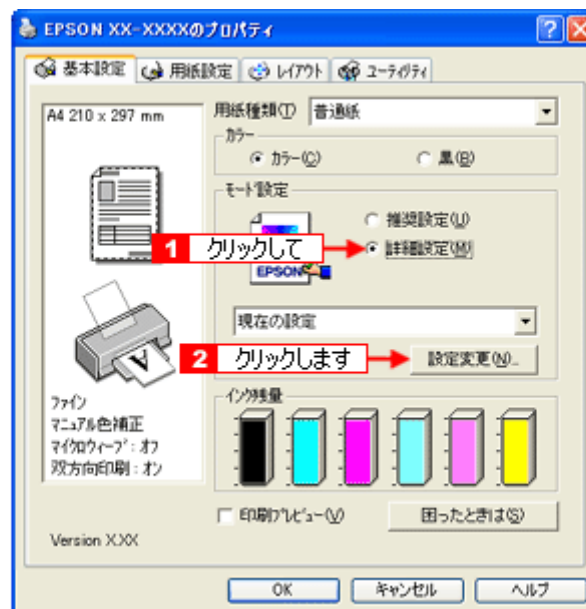 EPSON XX-XXXXのプロパティ
基本設定 用紙設定 レイアウト ユーティリティ
A4 210 x 297 mm
用紙種類(T) 普通紙
カラー
カラー(C) 黒(B)
モード設定
推奨設定(U)
1 クリックして 詳細設定(M)
EPSON
現在の設定
2 クリックします 設定変更(N)...
ファイン
マニュアル色補正
マイクロウィーブ : オフ
双方向印刷 : オン
インク残量
印刷プレビュー(V) 困ったときは(S)
Version X.XX
OK キャンセル ヘルプ